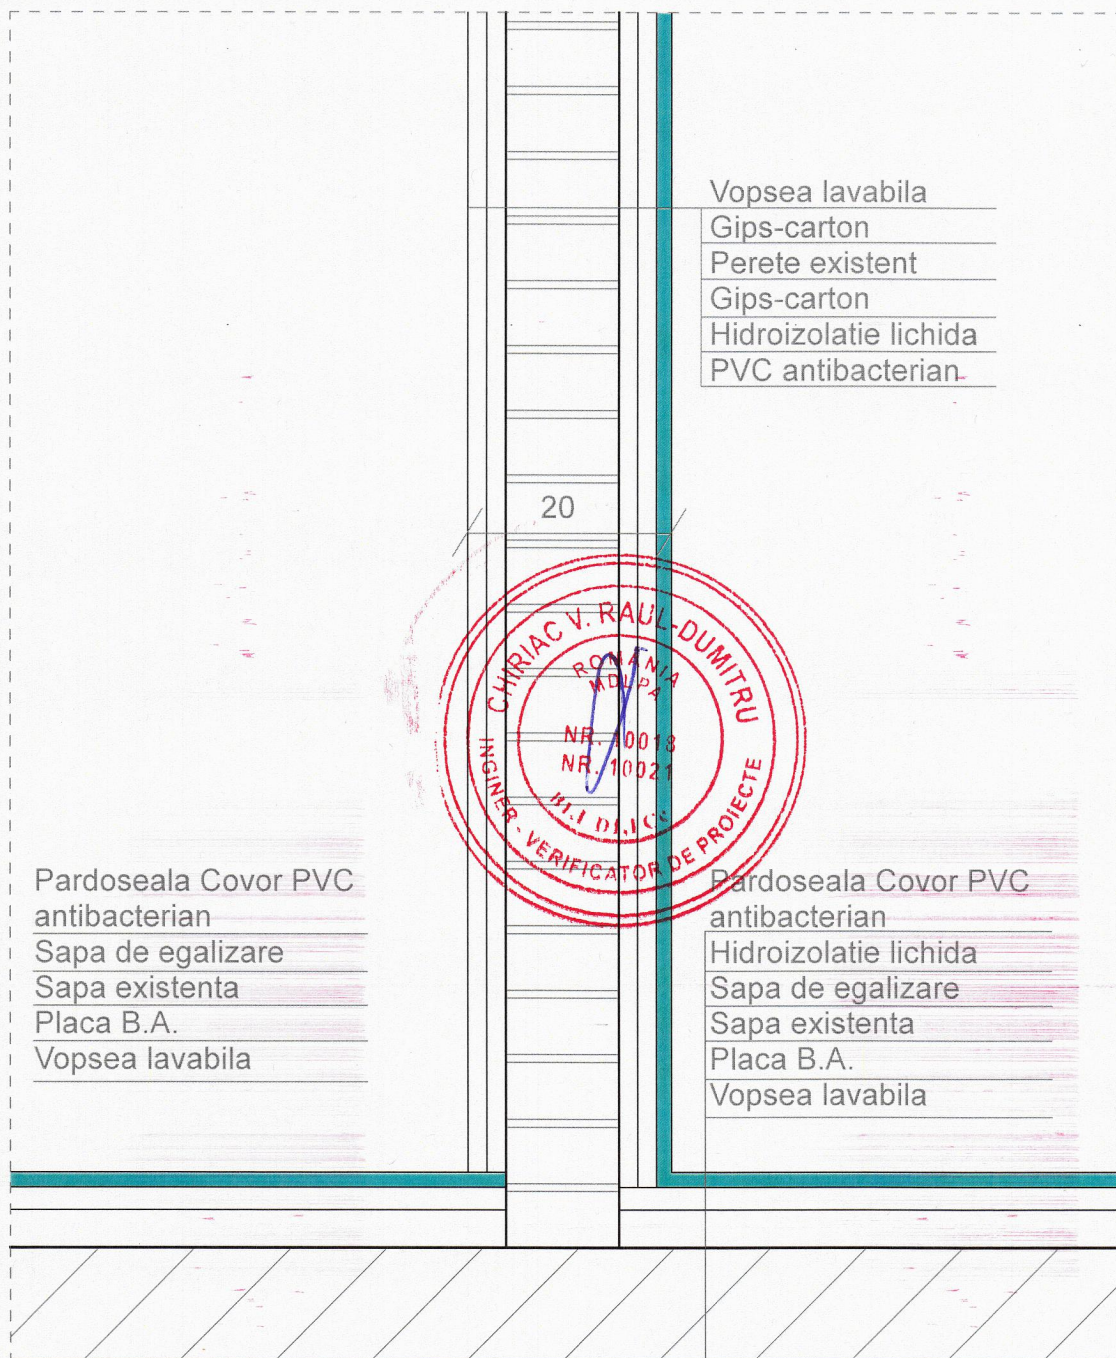 Vopsea lavabila
Gips-carton
Perete existent
Gips-carton
Hidroizolatie lichida
PVC antibacterian
20
CHIRIAC V. RAUL-DUMITRU
ROMANIA
MDLPA
NR. 10018
NR. 10021
INGINER - VERIFICATOR DE PROIECTE
Pardoseala Covor PVC
antibacterian
Sapa de egalizare
Sapa existenta
Placa B.A.
Vopsea lavabila
Pardoseala Covor PVC
antibacterian
Hidroizolatie lichida
Sapa de egalizare
Sapa existenta
Placa B.A.
Vopsea lavabila